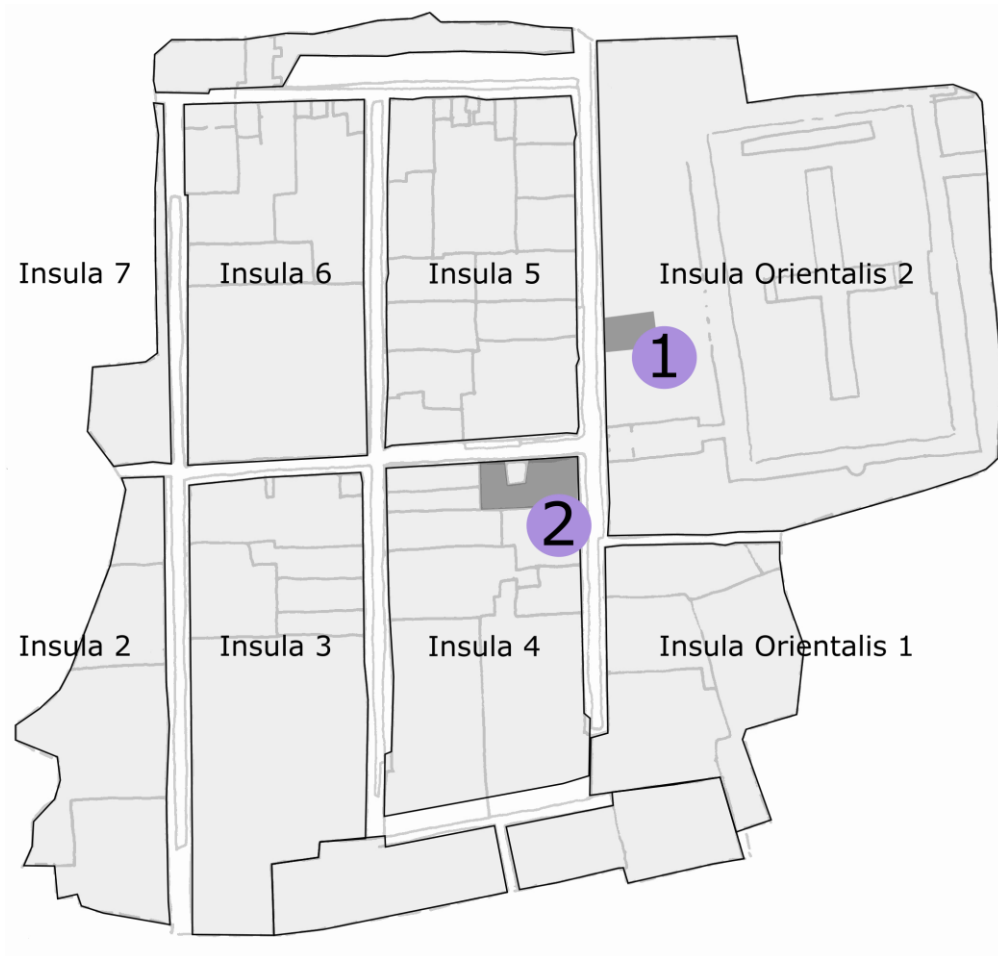 Insula 7
Insula 6
Insula 5
Insula Orientalis 2
1
2
Insula 2
Insula 3
Insula 4
Insula Orientalis 1